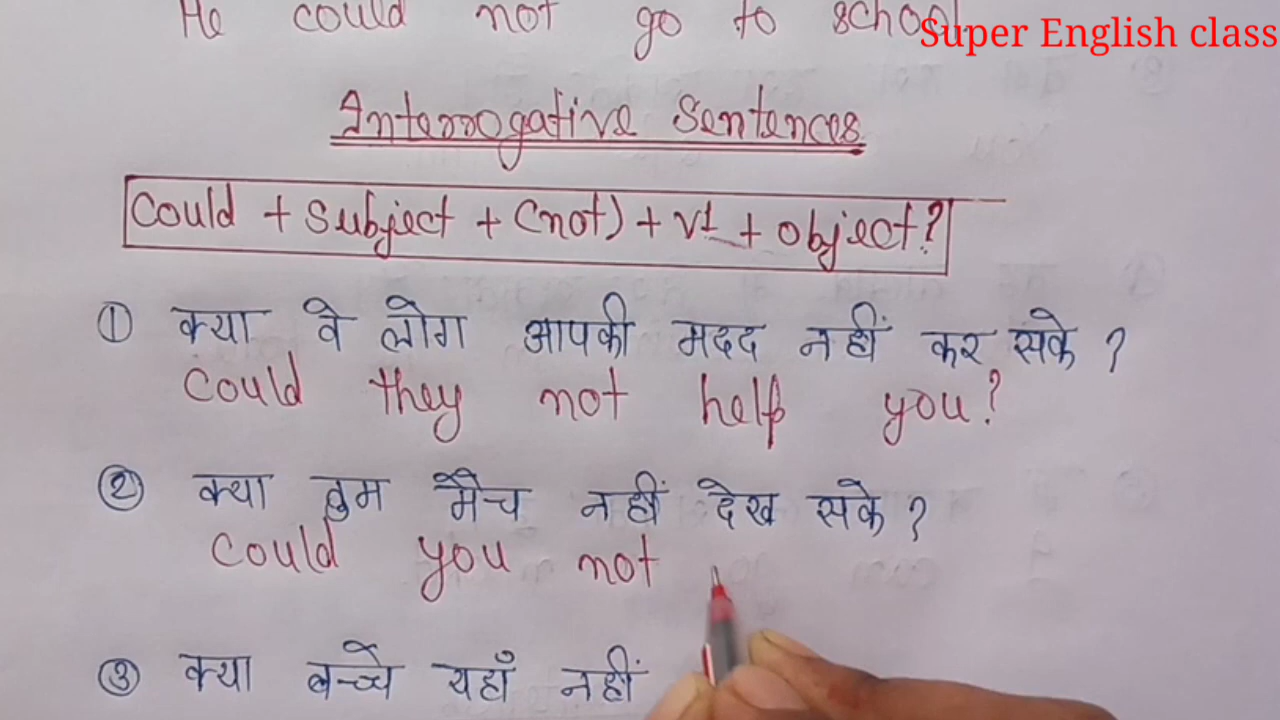 He could not go to school
Super English class
Interrogative Sentences
Could + Subject + (not) + V1 + object?
① क्या वे लोग आपकी मदद नहीं कर सके ?
Could they not help you?
② क्या तुम मैच नहीं देख सके ?
Could you not
③ क्या बच्चे यहाँ नहीं